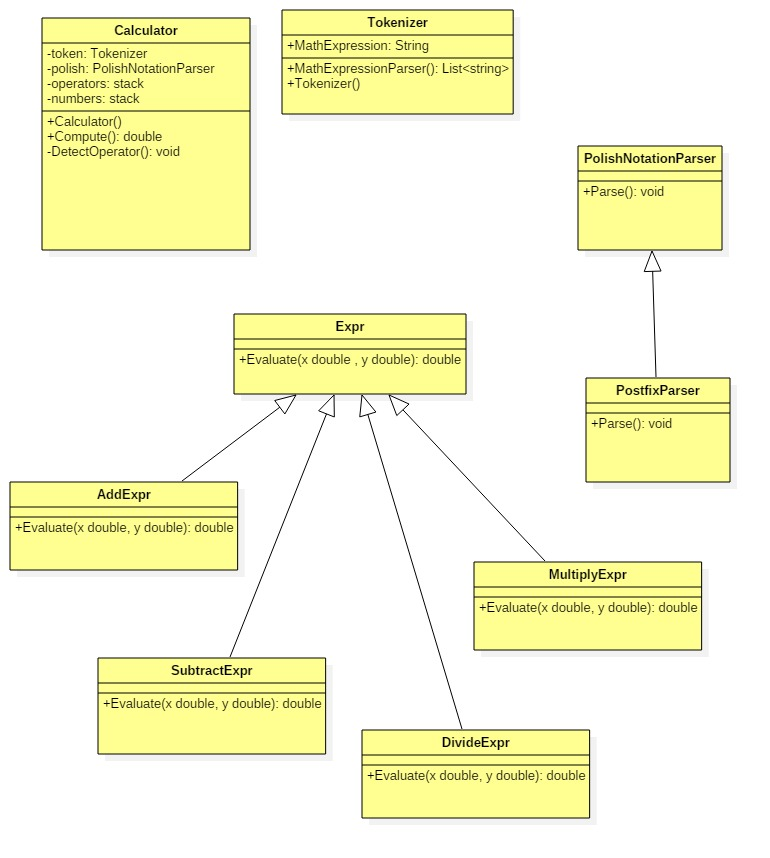 Calculator
-token: Tokenizer
-polish: PolishNotationParser
-operators: stack
-numbers: stack
+Calculator()
+Compute(): double
-DetectOperator(): void
Tokenizer
+MathExpression: String
+MathExpressionParser(): List<string>
+Tokenizer()
PolishNotationParser
+Parse(): void
Expr
+Evaluate(x double , y double): double
PostfixParser
+Parse(): void
AddExpr
+Evaluate(x double, y double): double
MultiplyExpr
+Evaluate(x double, y double): double
SubtractExpr
+Evaluate(x double, y double): double
DivideExpr
+Evaluate(x double, y double): double